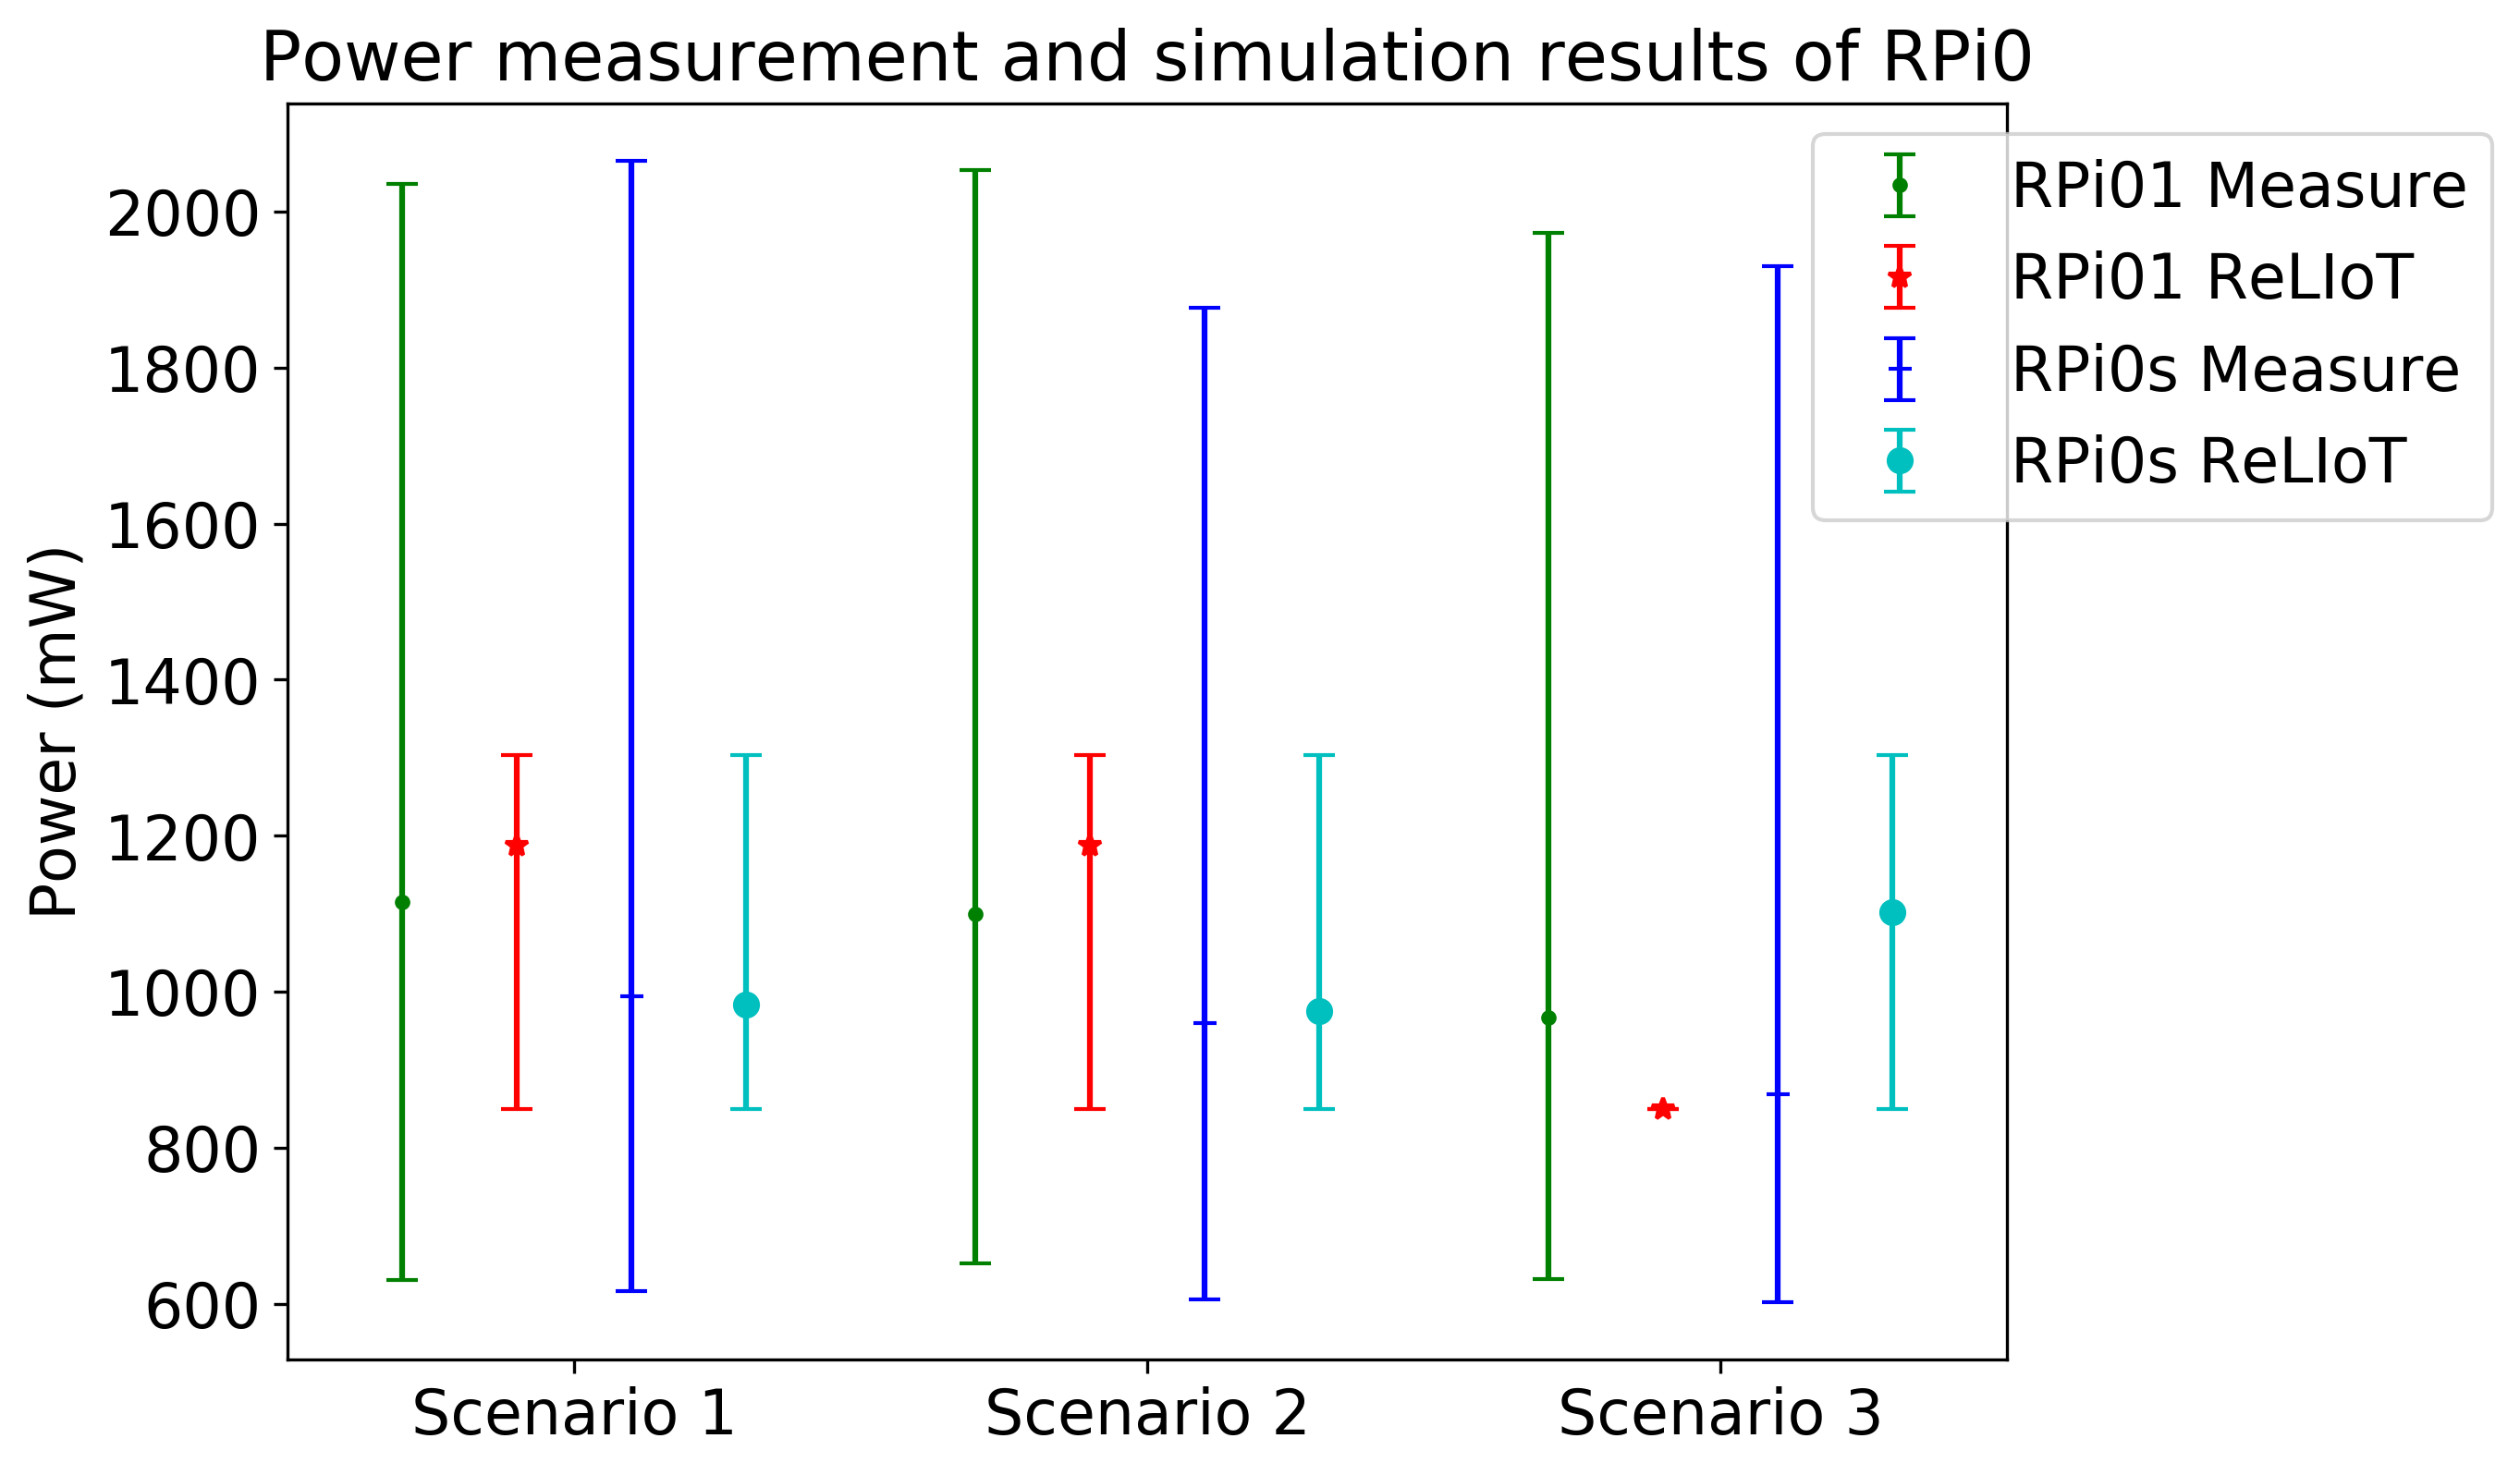 Power measurement and simulation results of RPi0
Power (mW)
2000
1800
1600
1400
1200
1000
800
600
Scenario 1
Scenario 2
Scenario 3
RPi01 Measure
RPi01 ReLIoT
RPi0s Measure
RPi0s ReLIoT